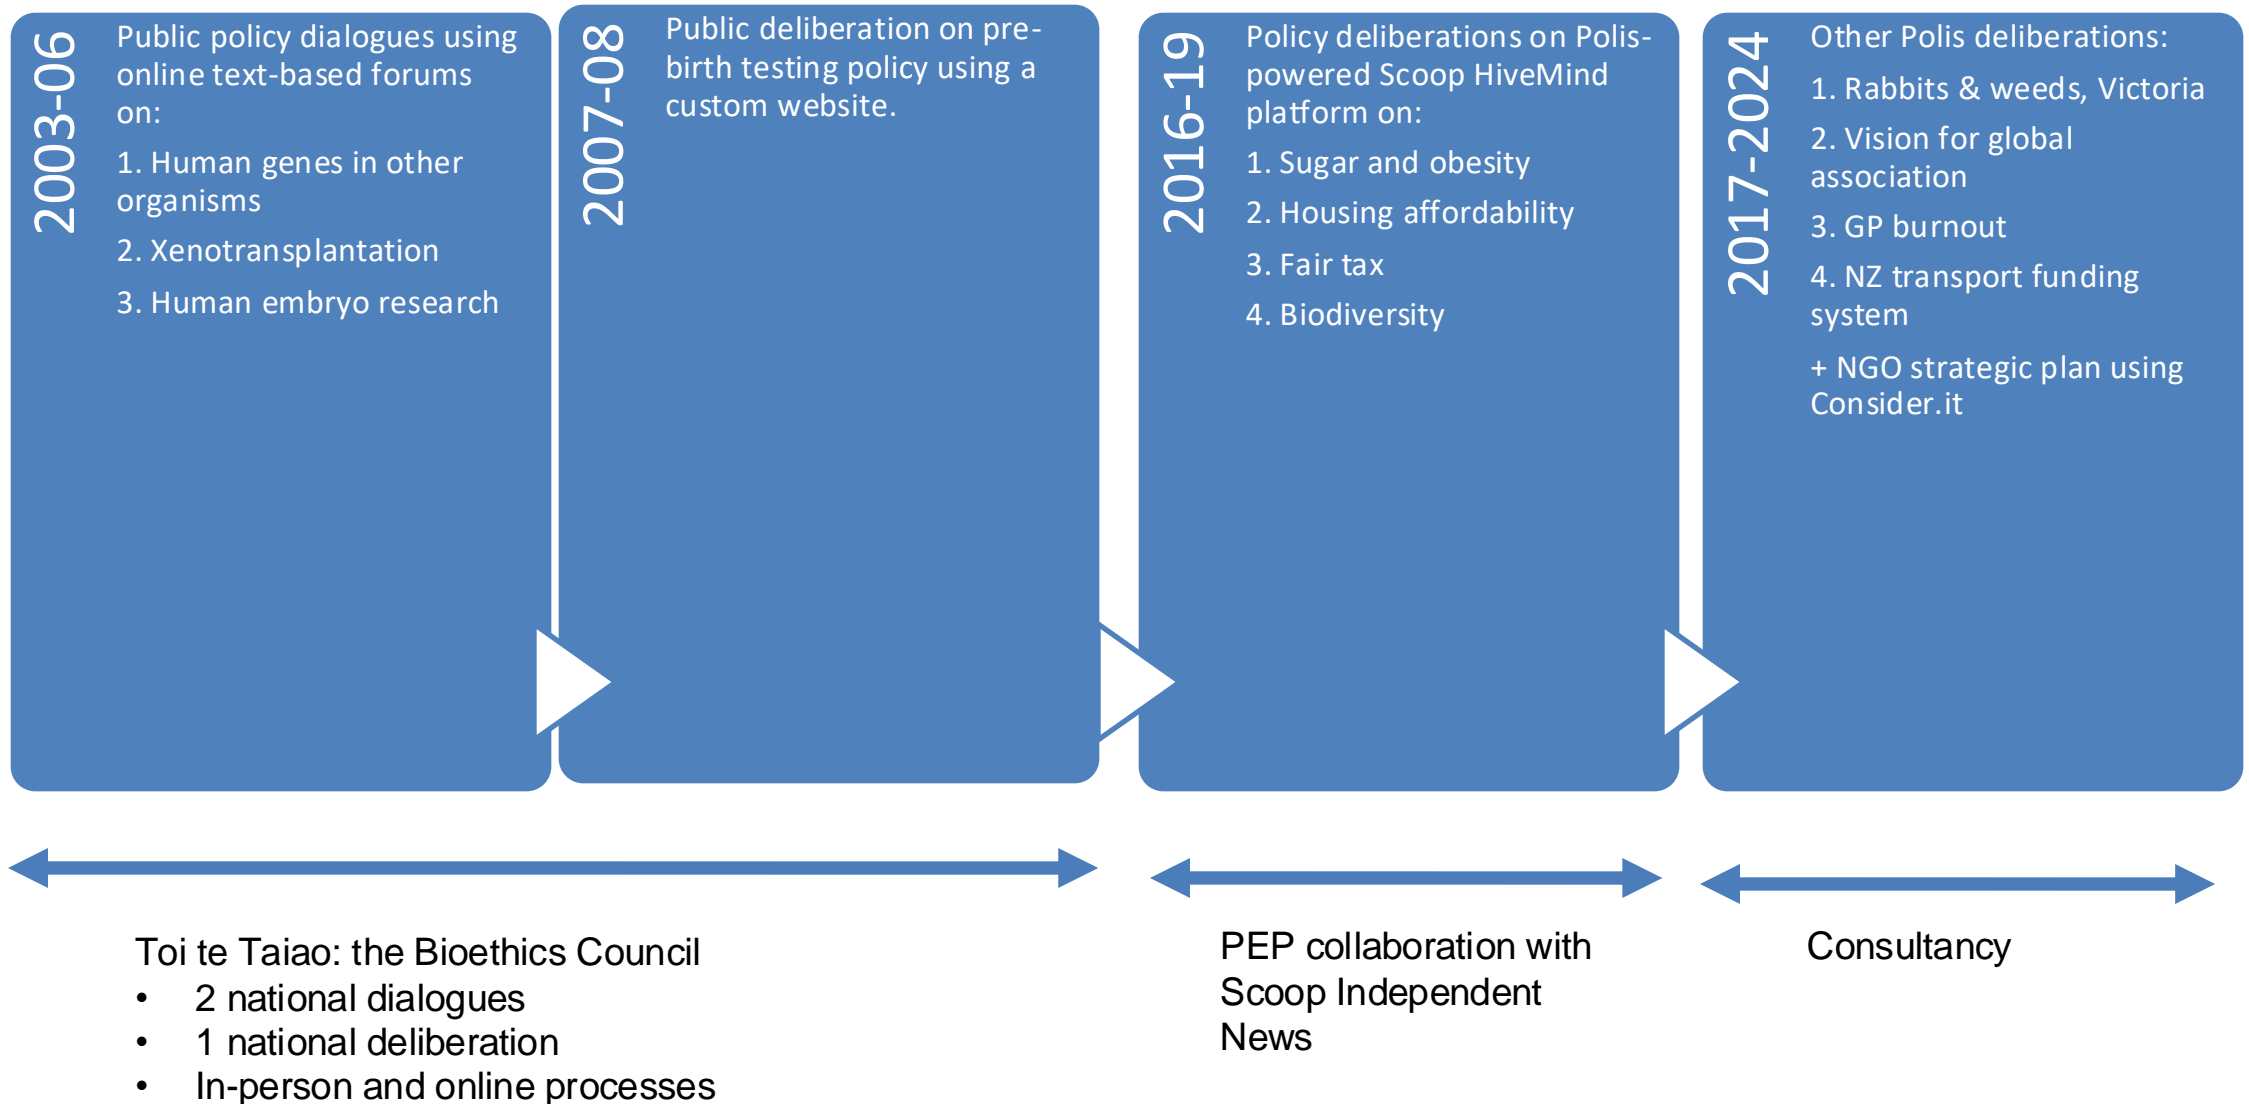 2003-06
Public policy dialogues using
online text-based forums
on:
1. Human genes in other
organisms
2. Xenotransplantation
3. Human embryo research
2007-08
Public deliberation on pre-
birth testing policy using a
custom website.
2016-19
Policy deliberations on Polis-
powered Scoop HiveMind
platform on:
1. Sugar and obesity
2. Housing affordability
3. Fair tax
4. Biodiversity
2017-2024
Other Polis deliberations:
1. Rabbits & weeds, Victoria
2. Vision for global
association
3. GP burnout
4. NZ transport funding
system
+ NGO strategic plan using
Consider.it
Toi te Taiao: the Bioethics Council
• 2 national dialogues
• 1 national deliberation
• In-person and online processes
PEP collaboration with
Scoop Independent
News
Consultancy